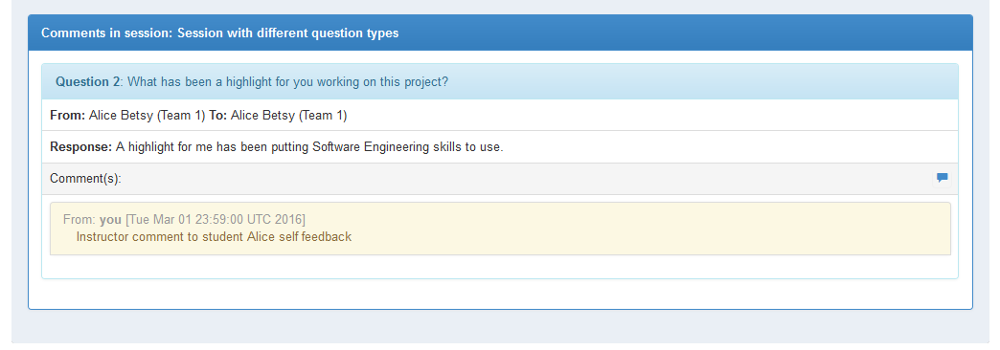 Comments in session: Session with different question types
Question 2: What has been a highlight for you working on this project?
From: Alice Betsy (Team 1) To: Alice Betsy (Team 1)
Response: A highlight for me has been putting Software Engineering skills to use.
Comment(s):
From: you [Tue Mar 01 23:59:00 UTC 2016]
Instructor comment to student Alice self feedback